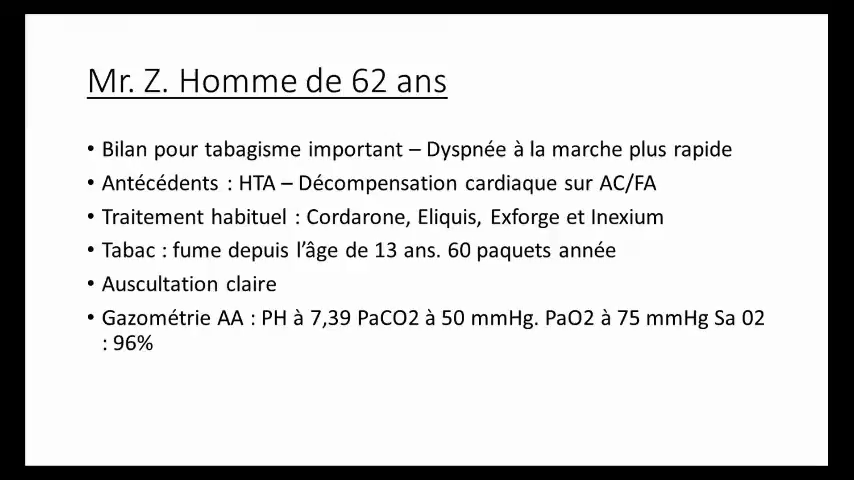 Mr. Z. Homme de 62 ans
• Bilan pour tabagisme important – Dyspnée à la marche plus rapide
• Antécédents : HTA – Décompensation cardiaque sur AC/FA
• Traitement habituel : Cordarone, Eliquis, Exforge et Inexium
• Tabac : fume depuis l’âge de 13 ans. 60 paquets année
• Auscultation claire
• Gazométrie AA : PH à 7,39 PaCO2 à 50 mmHg. PaO2 à 75 mmHg Sa 02
: 96%